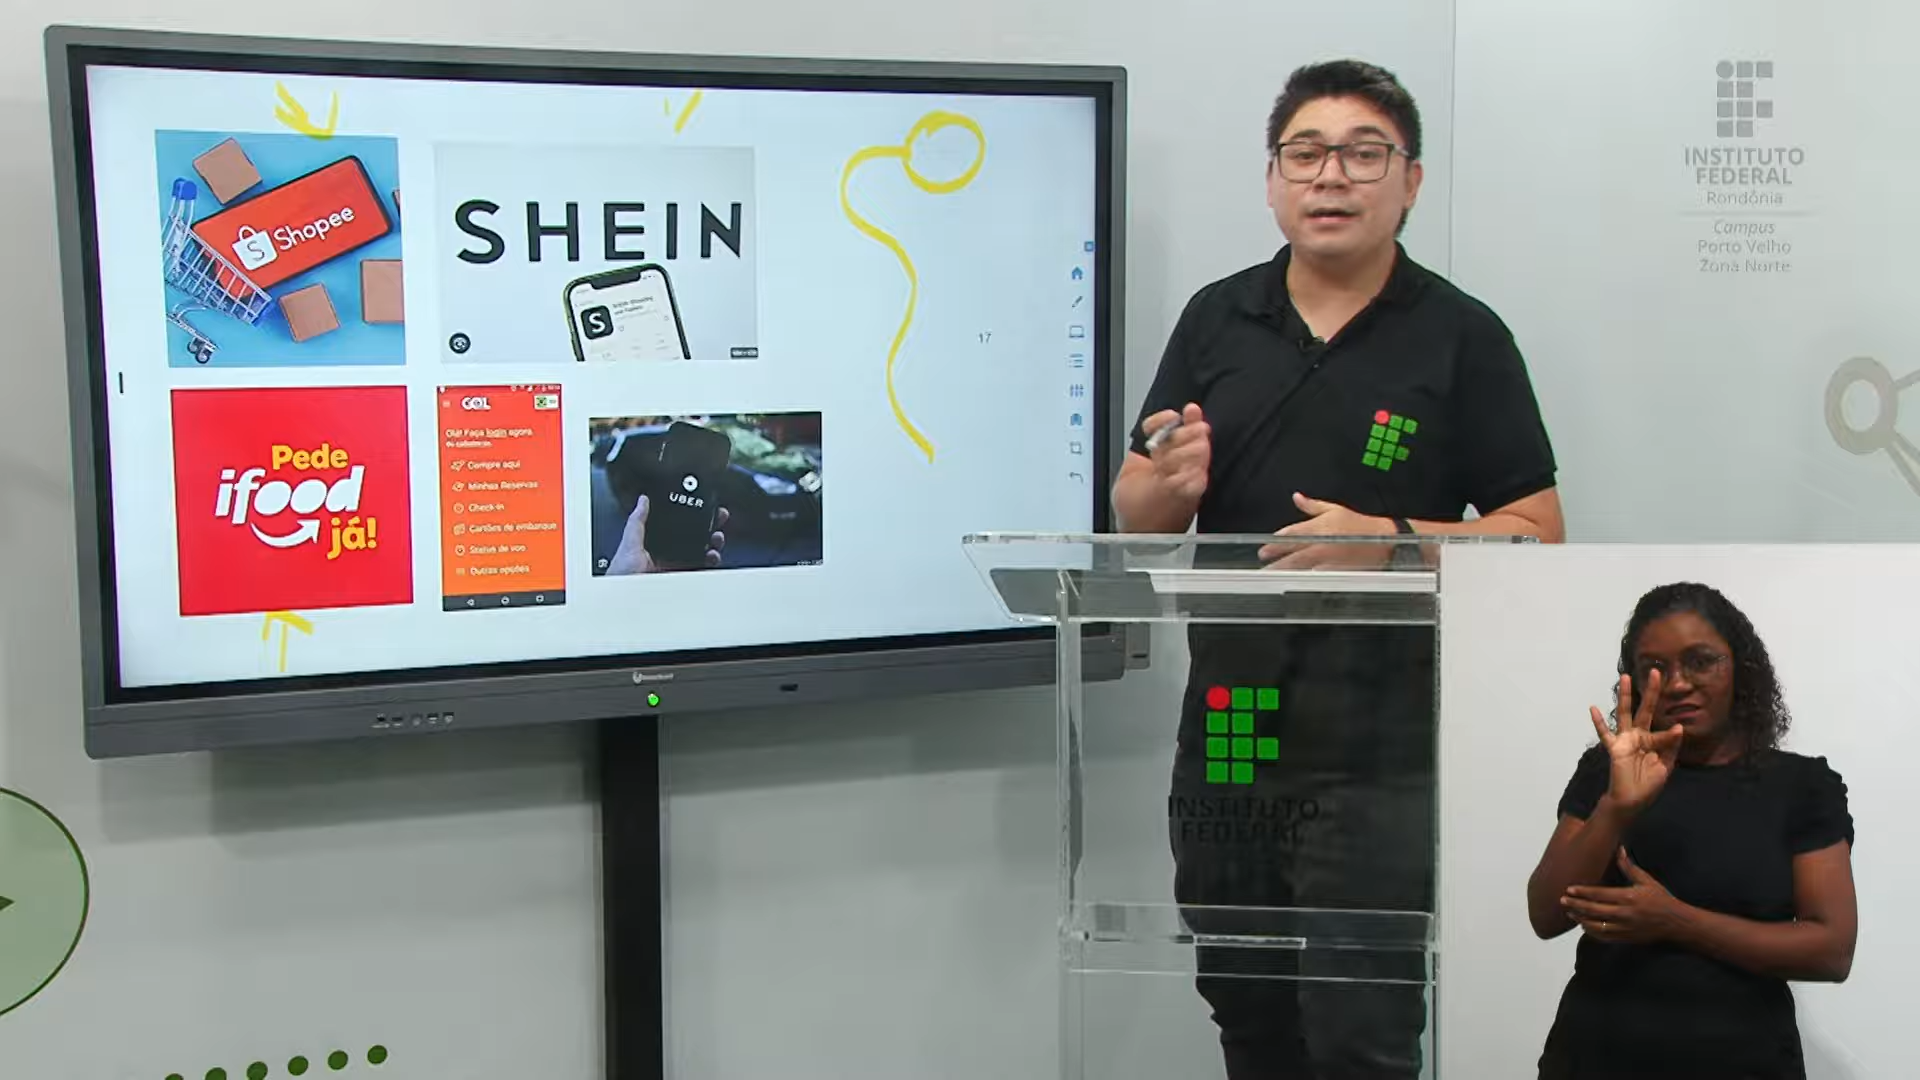 Shopee
SHEIN
S
17
Pede
ifood
já!
GOL
Olá! Faça login agora
Compre aqui
Minhas Reservas
Check-in
Cartões de embarque
Status de voo
Outras opções
UBER
INSTITUTO
FEDERAL
Rondônia
Campus
Porto Velho
Zona Norte
INSTITUTO
FEDERAL